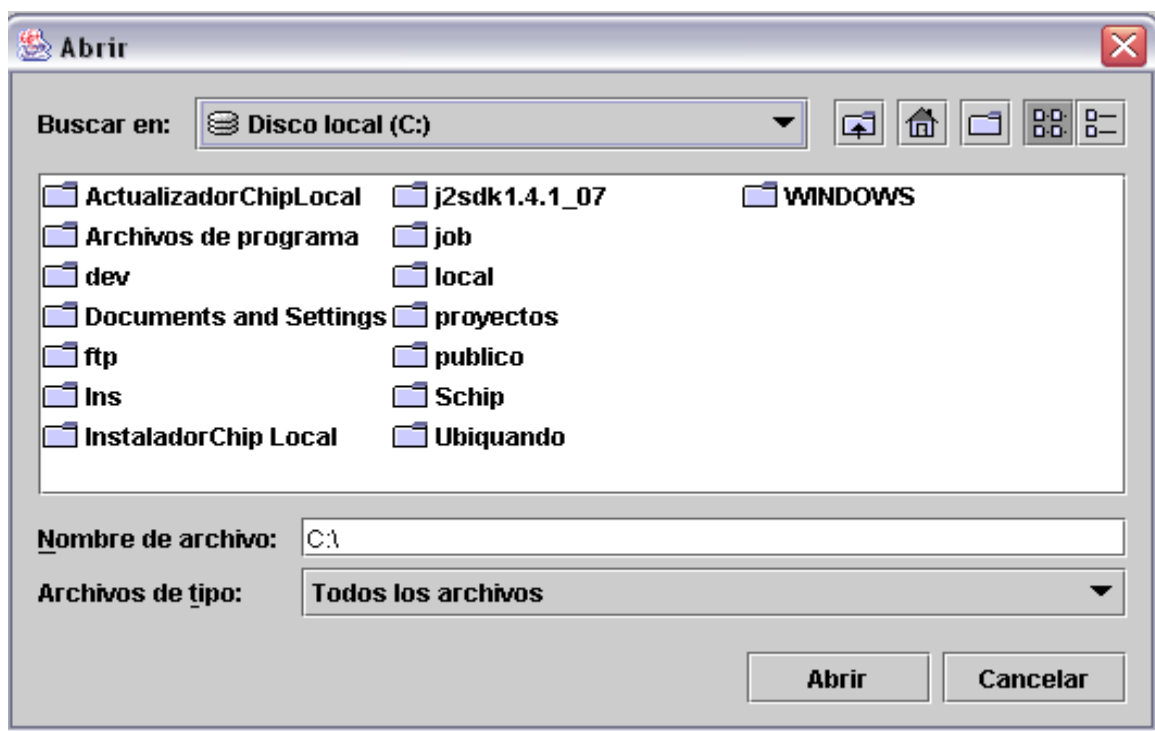 Abrir
Buscar en: Disco local (C:)
ActualizadorChipLocal j2sdk1.4.1_07 WINDOWS
Archivos de programa job
dev local
Documents and Settings proyectos
ftp publico
Ins Schip
InstaladorChip Local Ubiquando
Nombre de archivo: C:\
Archivos de tipo: Todos los archivos
Abrir Cancelar